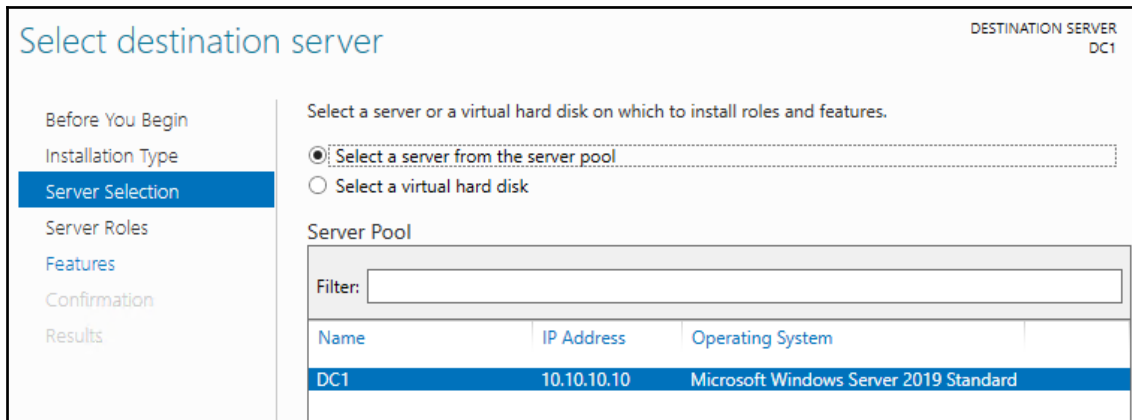 Select destination server
DESTINATION SERVER
DC1
Before You Begin
Installation Type
Server Selection
Server Roles
Features
Confirmation
Results
Select a server or a virtual hard disk on which to install roles and features.
Select a server from the server pool
Select a virtual hard disk
Server Pool
Filter:
Name IP Address Operating System
DC1 10.10.10.10 Microsoft Windows Server 2019 Standard